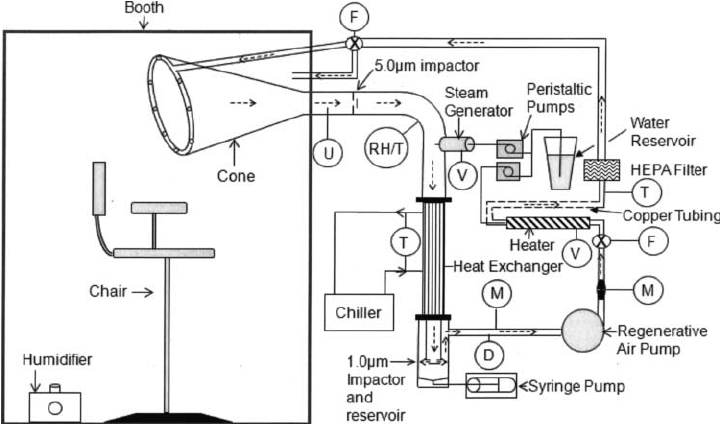 Booth
F
5.0μm impactor
Steam
Generator
Peristaltic
Pumps
Water
Reservoir
U
RH/T
V
HEPA Filter
T
Cone
Copper Tubing
Heater
V
F
T
Heat Exchanger
Chair
Chiller
M
M
Regenerative
Air Pump
D
Humidifier
1.0μm
Impactor
and
reservoir
Syringe Pump